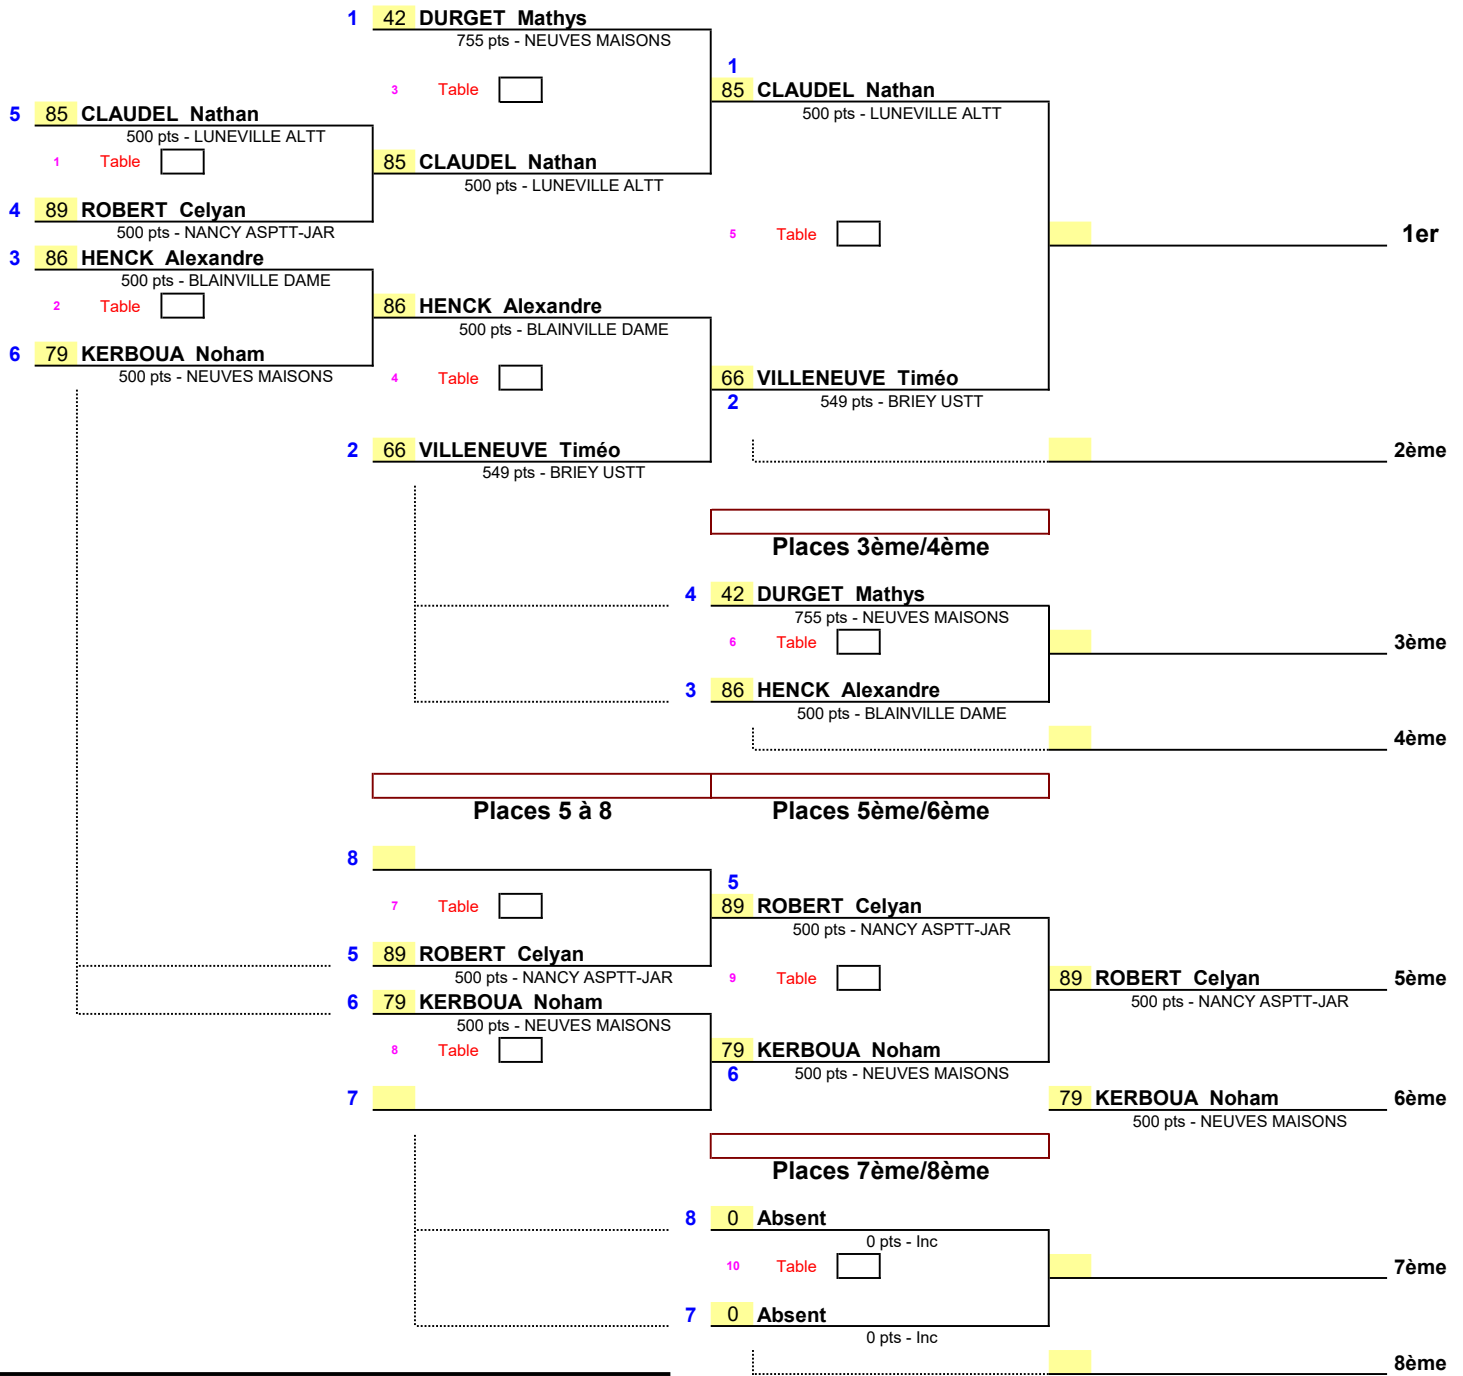 1 42 DURGET Mathys
755 pts - NEUVES MAISONS
1
3 Table
85 CLAUDEL Nathan
500 pts - LUNEVILLE ALTT
5 85 CLAUDEL Nathan
500 pts - LUNEVILLE ALTT
1 Table
85 CLAUDEL Nathan
500 pts - LUNEVILLE ALTT
4 89 ROBERT Celyan
500 pts - NANCY ASPTT-JAR
5 Table
1er
3 86 HENCK Alexandre
500 pts - BLAINVILLE DAME
2 Table
86 HENCK Alexandre
500 pts - BLAINVILLE DAME
6 79 KERBOUA Noham
500 pts - NEUVES MAISONS
4 Table
66 VILLENEUVE Timéo
2 549 pts - BRIEY USTT
2 66 VILLENEUVE Timéo
549 pts - BRIEY USTT
2ème
Places 3ème/4ème
4 42 DURGET Mathys
755 pts - NEUVES MAISONS
6 Table
3ème
3 86 HENCK Alexandre
500 pts - BLAINVILLE DAME
4ème
Places 5 à 8 Places 5ème/6ème
8
5
7 Table
89 ROBERT Celyan
500 pts - NANCY ASPTT-JAR
5 89 ROBERT Celyan
500 pts - NANCY ASPTT-JAR
9 Table
89 ROBERT Celyan 5ème
500 pts - NANCY ASPTT-JAR
6 79 KERBOUA Noham
500 pts - NEUVES MAISONS
8 Table
79 KERBOUA Noham
6 500 pts - NEUVES MAISONS
7
79 KERBOUA Noham 6ème
500 pts - NEUVES MAISONS
Places 7ème/8ème
8 0 Absent
0 pts - Inc
10 Table
7ème
7 0 Absent
0 pts - Inc
8ème